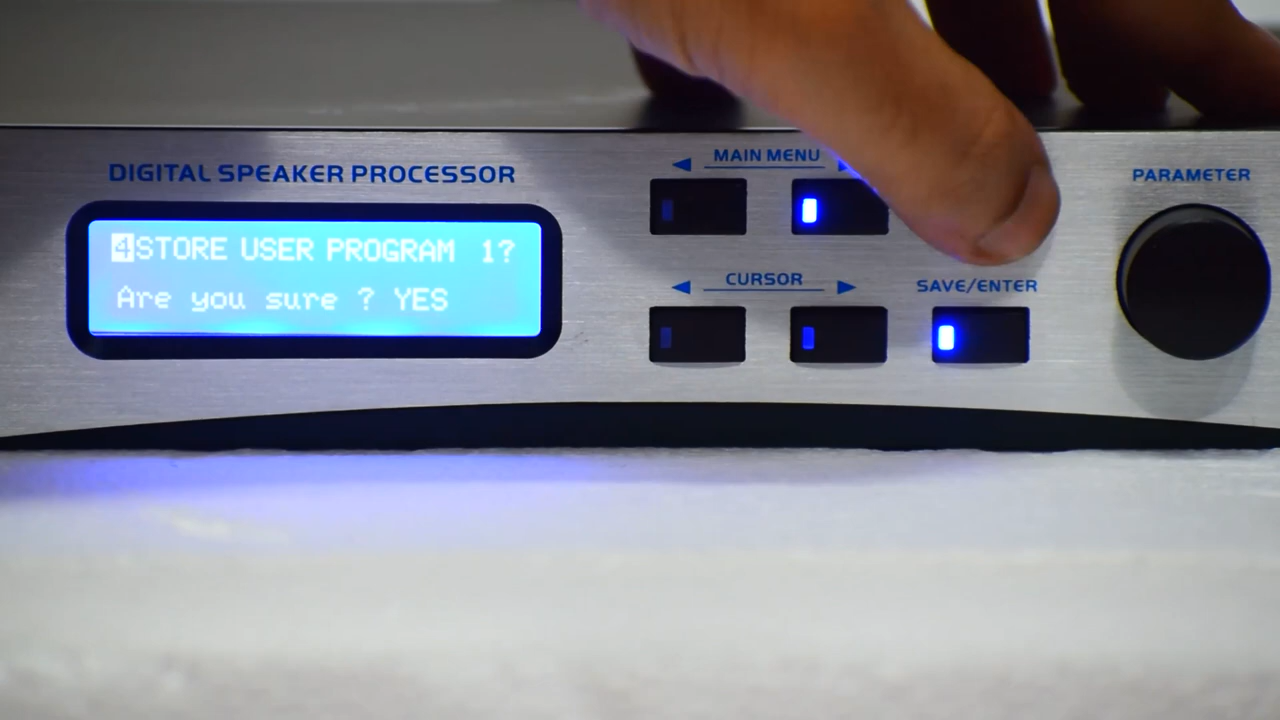 DIGITAL SPEAKER PROCESSOR
4STORE USER PROGRAM 1?
Are you sure ? YES
MAIN MENU
CURSOR
SAVE/ENTER
PARAMETER